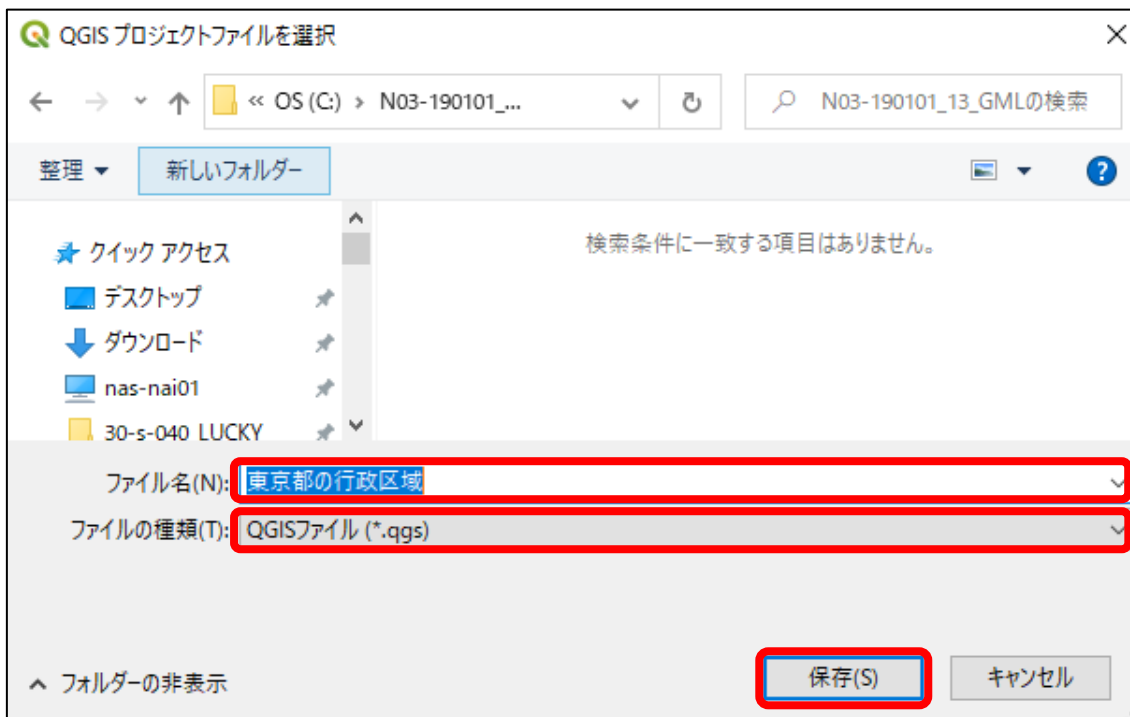 QGIS プロジェクトファイルを選択
« OS (C:) › N03-190101_...
N03-190101_13_GMLの検索
整理
新しいフォルダー
クイック アクセス
検索条件に一致する項目はありません。
デスクトップ
ダウンロード
nas-nai01
30-s-040_LUCKY
ファイル名(N): 東京都の行政区域
ファイルの種類(T): QGISファイル (*.qgs)
フォルダーの非表示
保存(S)
キャンセル